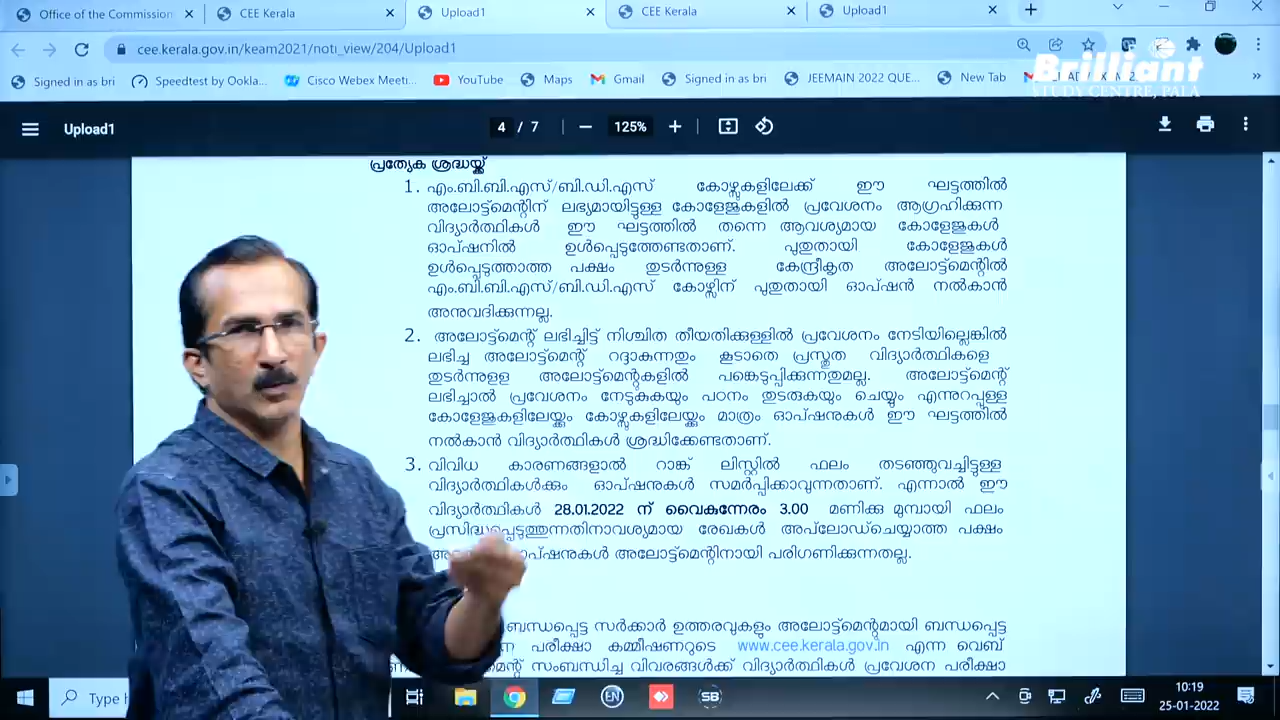 Office of the Commission
CEE Kerala
Upload1
CEE Kerala
Upload1
cee.kerala.gov.in/keam2021/noti_view/204/Upload1
Signed in as bri
Speedtest by Ookla...
Cisco Webex Meeti...
YouTube
Maps
Gmail
Signed in as bri
JEEMAIN 2022 QUE...
New Tab
Brilliant
STUDY CENTRE, PALA
Upload1
4 / 7
125%
പ്രത്യേക ശ്രദ്ധയ്ക്ക്
1. എം.ബി.ബി.എസ്/ബി.ഡി.എസ് കോഴ്സുകളിലേക്ക് ഈ ഘട്ടത്തിൽ
അലോട്ട്മെന്റിന് ലഭ്യമായിട്ടുള്ള കോളേജുകളിൽ പ്രവേശനം ആഗ്രഹിക്കുന്ന
വിദ്യാർത്ഥികൾ ഈ ഘട്ടത്തിൽ തന്നെ ആവശ്യമായ കോളേജുകൾ
ഓപ്ഷനിൽ ഉൾപ്പെടുത്തേണ്ടതാണ്. പുതുതായി കോളേജുകൾ
ഉൾപ്പെടുത്താത്ത പക്ഷം തുടർന്നുള്ള കേന്ദ്രീകൃത അലോട്ട്മെന്റിൽ
എം.ബി.ബി.എസ്/ബി.ഡി.എസ് കോഴ്സിന് പുതുതായി ഓപ്ഷൻ നൽകാൻ
അനുവദിക്കുന്നല്ല.
2. അലോട്ട്മെന്റ് ലഭിച്ചിട്ട് നിശ്ചിത തീയതിക്കുള്ളിൽ പ്രവേശനം നേടിയില്ലെങ്കിൽ
ലഭിച്ച അലോട്ട്മെന്റ് റദ്ദാകുന്നതും കൂടാതെ പ്രസ്തുത വിദ്യാർത്ഥികളെ
തുടർന്നുളള അലോട്ട്മെന്റുകളിൽ പങ്കെടുപ്പിക്കുന്നതുമല്ല. അലോട്ട്മെന്റ്
ലഭിച്ചാൽ പ്രവേശനം നേടുകുകയും പഠനം തുടരുകയും ചെയ്യും എന്നുറപ്പുള്ള
കോളേജുകളിലേയ്ക്കും കോഴ്സുകളിലേയ്ക്കും മാത്രം ഓപ്ഷനുകൾ ഈ ഘട്ടത്തിൽ
നൽകാൻ വിദ്യാർത്ഥികൾ ശ്രദ്ധിക്കേണ്ടതാണ്.
3. വിവിധ കാരണങ്ങളാൽ റാങ്ക് ലിസ്റ്റിൽ ഫലം തടഞ്ഞുവച്ചിട്ടുള്ള
വിദ്യാർത്ഥികൾക്കും ഓപ്ഷനുകൾ സമർപ്പിക്കാവുന്നതാണ്. എന്നാൽ ഈ
വിദ്യാർത്ഥികൾ 28.01.2022 ന് വൈകുന്നേരം 3.00 മണിക്കു മുമ്പായി ഫലം
പ്രസിദ്ധപ്പെടുത്തുന്നതിനാവശ്യമായ രേഖകൾ അപ്‌ലോഡ്ചെയ്യാത്ത പക്ഷം
ഓപ്ഷനുകൾ അലോട്ട്മെന്റിനായി പരിഗണിക്കുന്നതല്ല.
ബന്ധപ്പെട്ട സർക്കാർ ഉത്തരവുകളും അലോട്ട്മെന്റുമായി ബന്ധപ്പെട്ട
പരീക്ഷാ കമ്മീഷണറുടെ www.cee.kerala.gov.in എന്ന വെബ്
സംബന്ധിച്ച വിവരങ്ങൾക്ക് വിദ്യാർത്ഥികൾ പ്രവേശന പരീക്ഷാ
Type h
EN
SB
10:19
25-01-2022